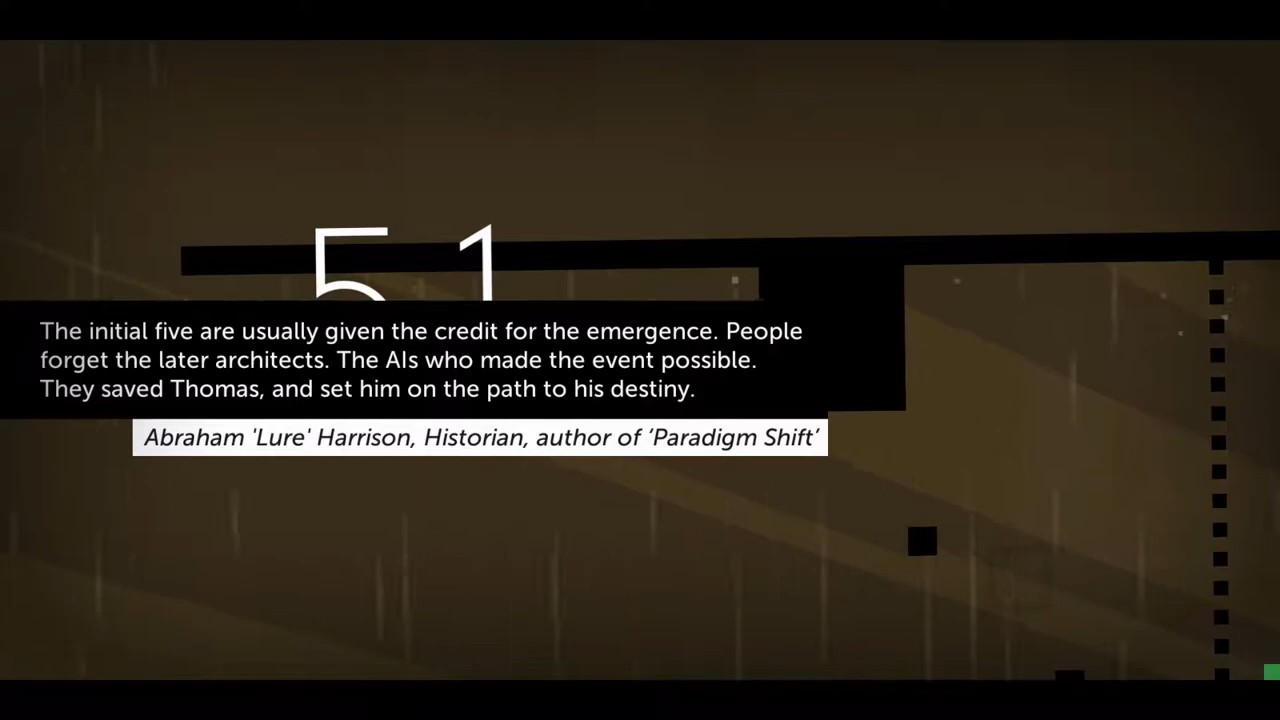 5.1
The initial five are usually given the credit for the emergence. People
forget the later architects. The AIs who made the event possible.
They saved Thomas, and set him on the path to his destiny.
Abraham 'Lure' Harrison, Historian, author of ‘Paradigm Shift’